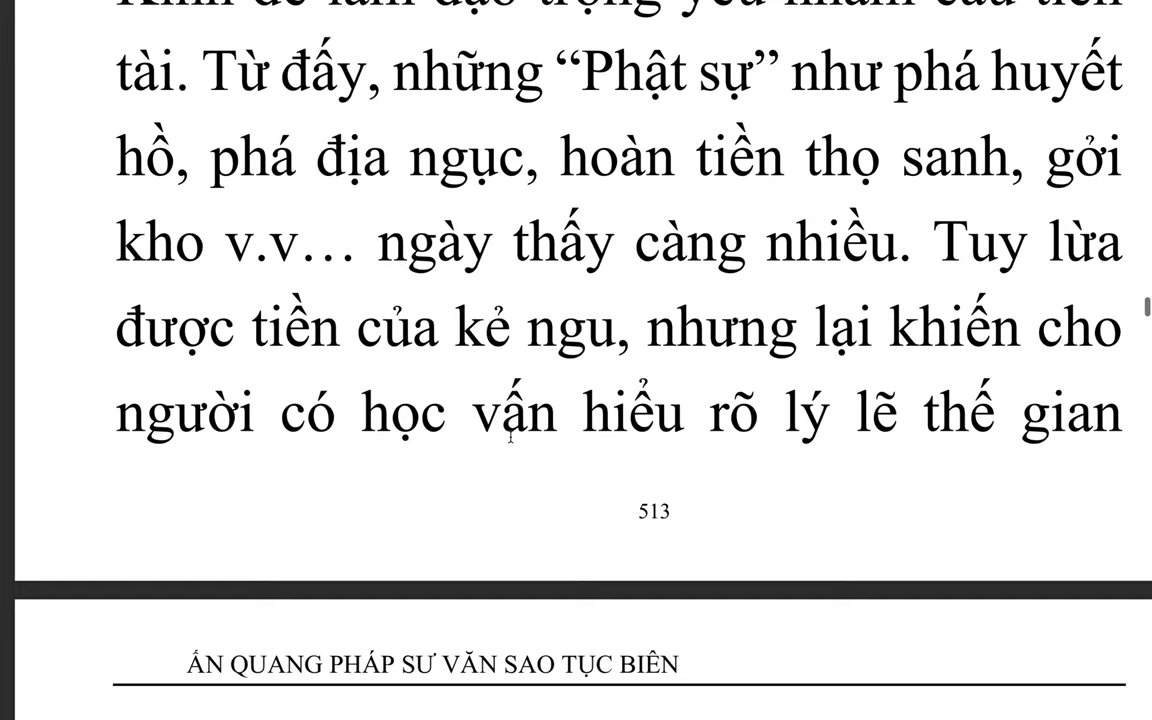 tài. Từ đấy, những “Phật sự” như phá huyết
hồ, phá địa ngục, hoàn tiền thọ sanh, gởi
kho v.v… ngày thấy càng nhiều. Tuy lừa
được tiền của kẻ ngu, nhưng lại khiến cho
người có học vấn hiểu rõ lý lẽ thế gian
513
ẤN QUANG PHÁP SƯ VĂN SAO TỤC BIÊN